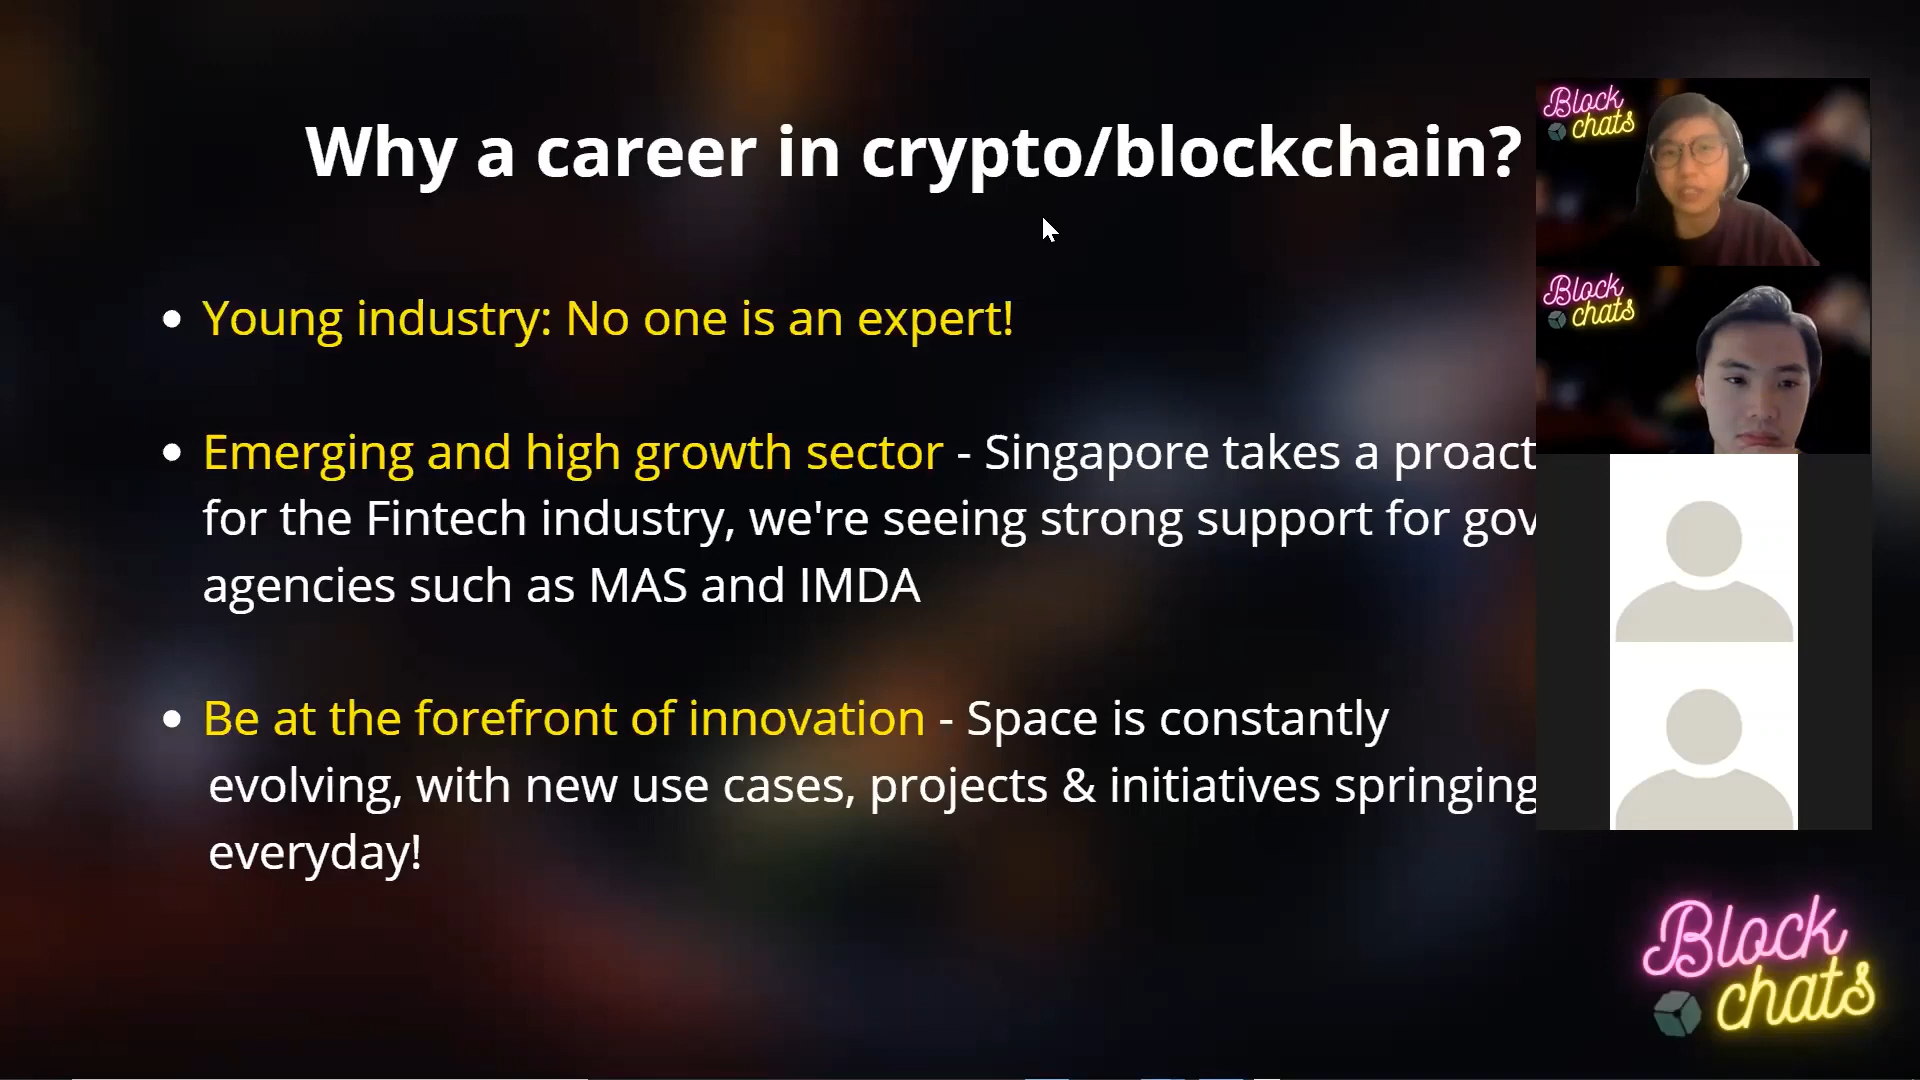 Why a career in crypto/blockchain?
Young industry: No one is an expert!
Emerging and high growth sector - Singapore takes a
for the Fintech industry, we're seeing strong support for
agencies such as MAS and IMDA
Be at the forefront of innovation - Space is constantly
evolving, with new use cases, projects & initiatives springing
everyday!
Block
chats
Block
chats
Block
chats